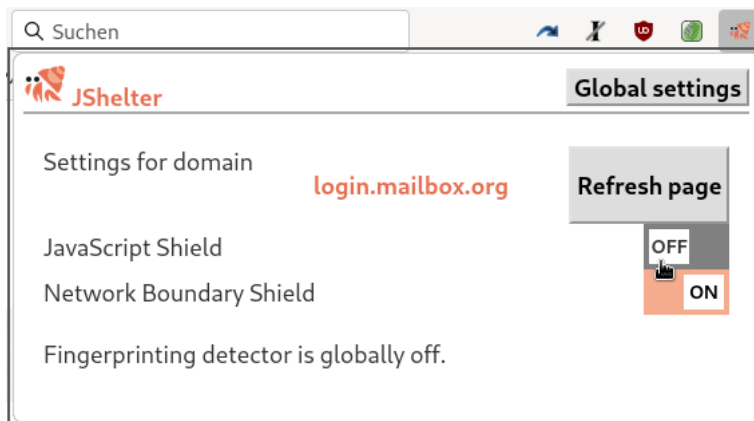 Suchen
JShelter
Global settings
Settings for domain
login.mailbox.org
Refresh page
JavaScript Shield
OFF
Network Boundary Shield
ON
Fingerprinting detector is globally off.